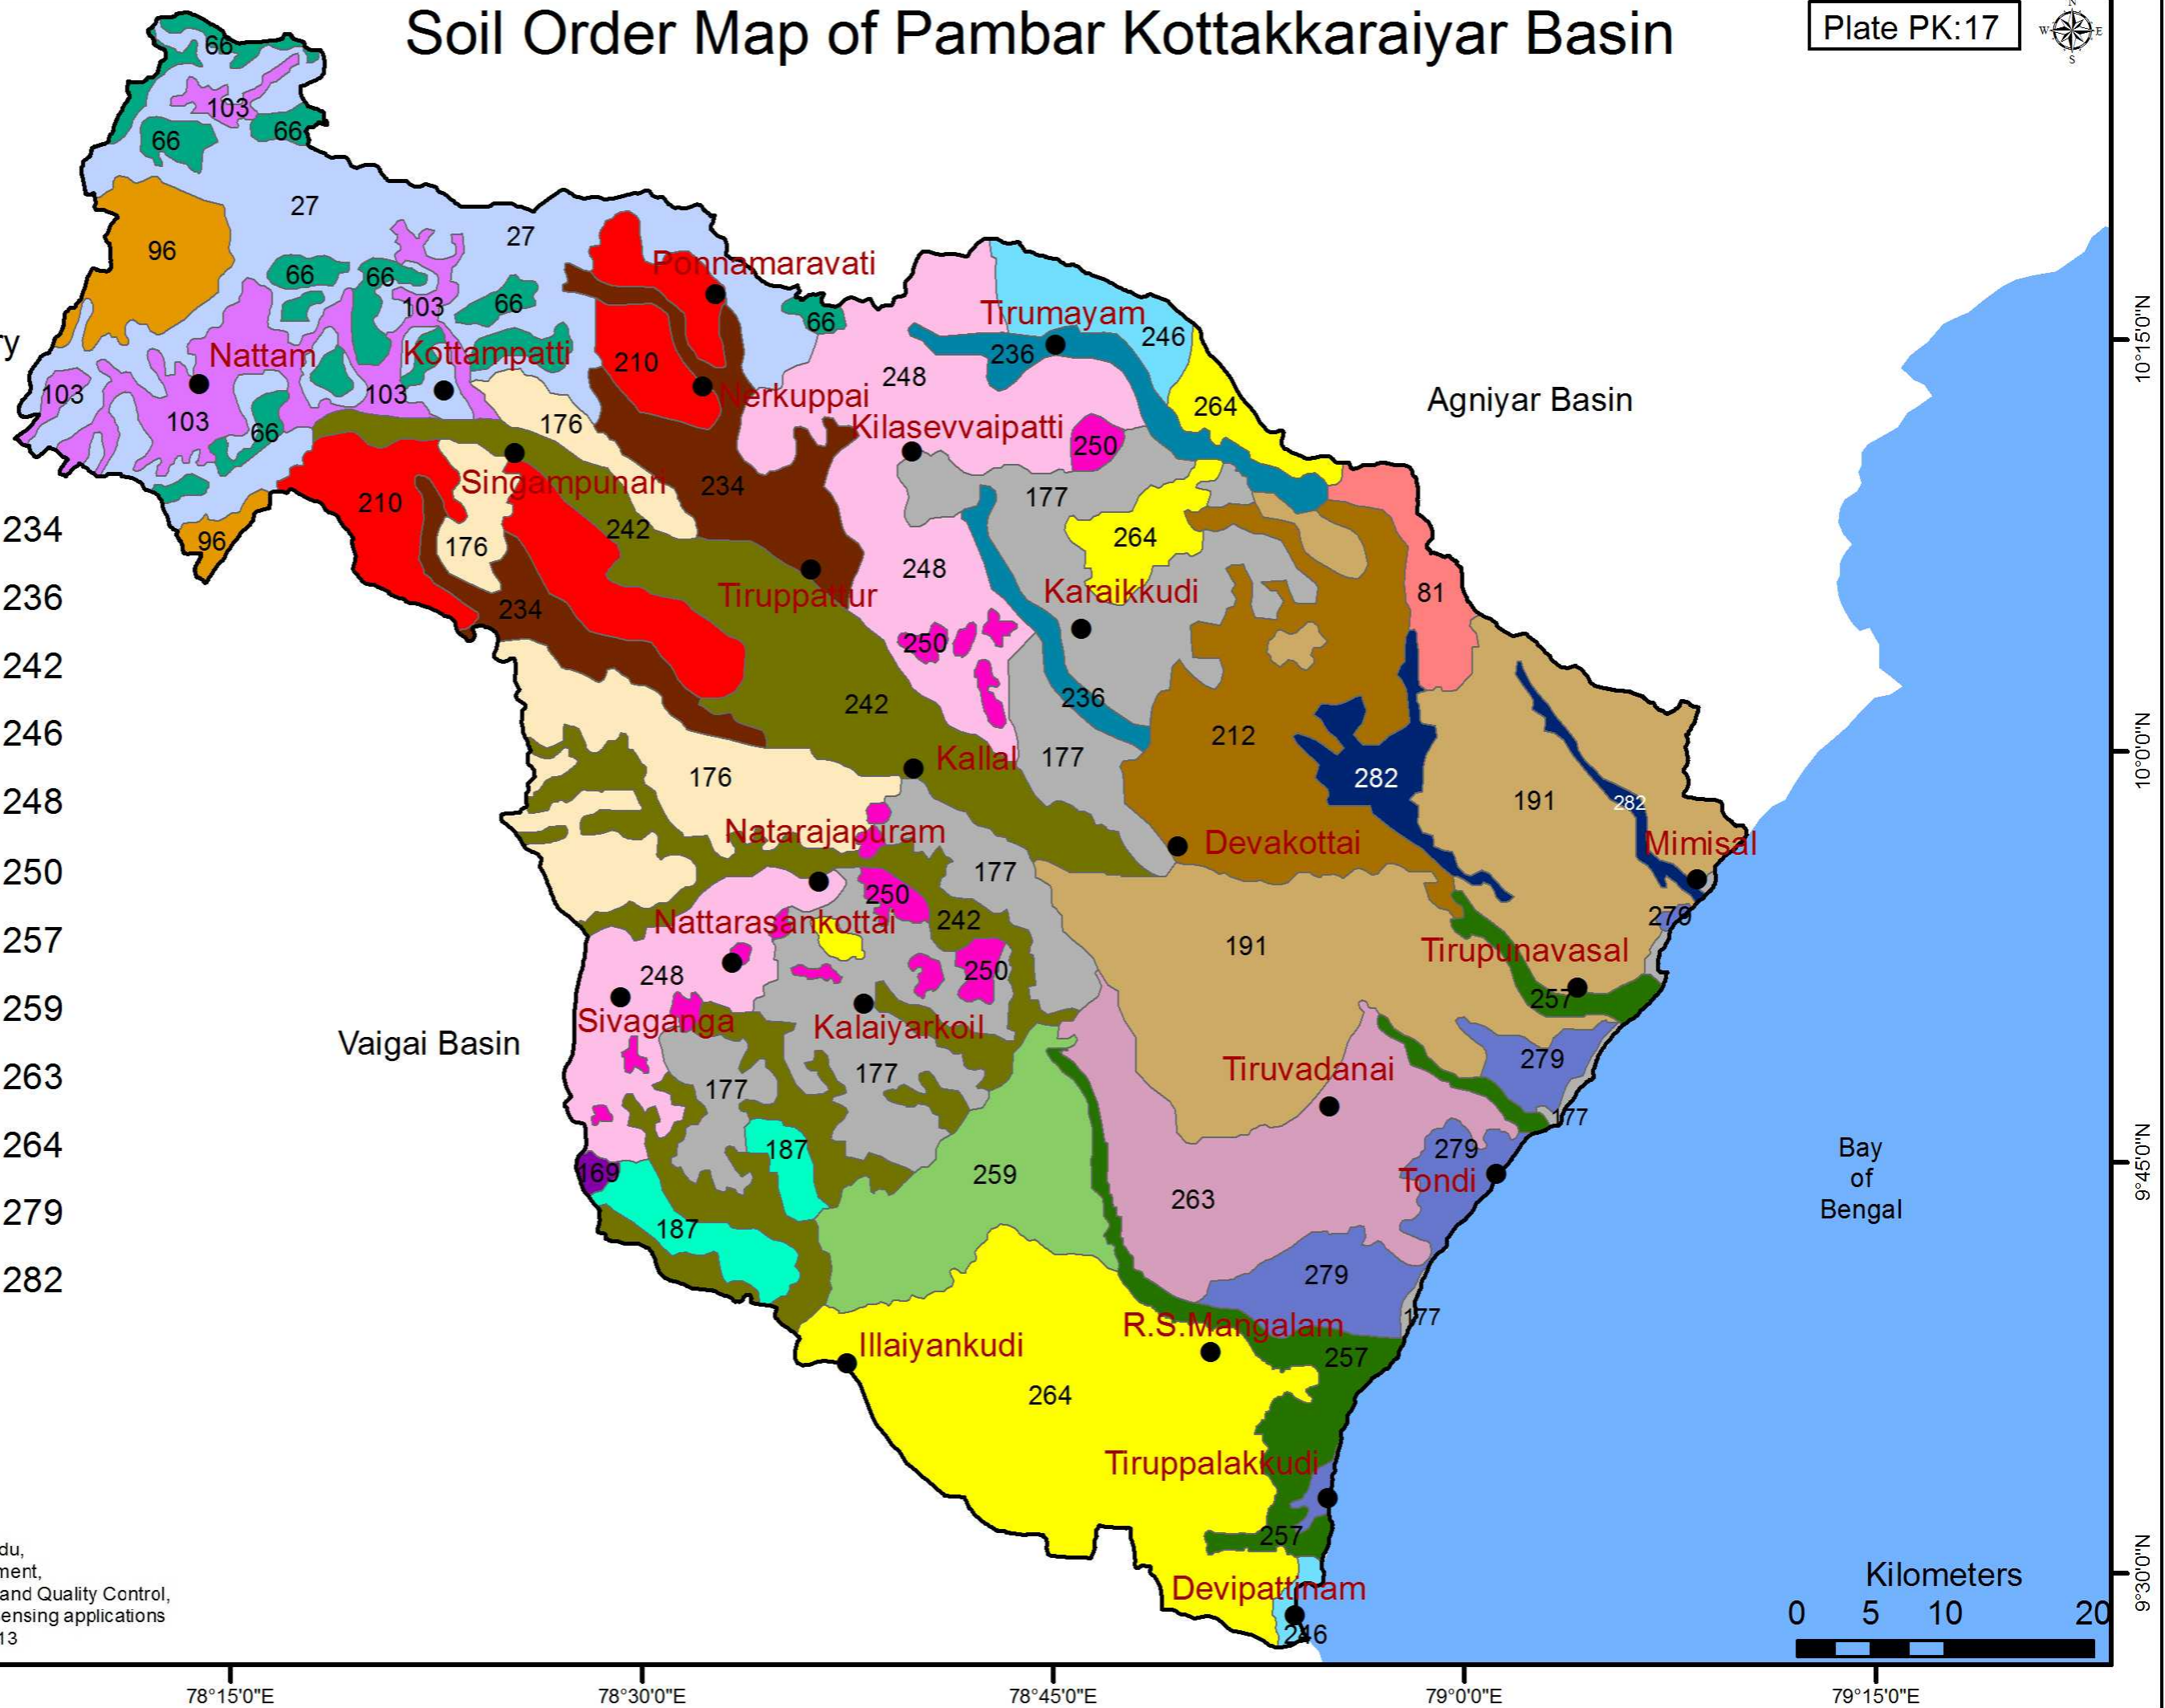 Soil Order Map of Pambar Kottakkaraiyar Basin
Plate PK:17
N
W E
S
66
103
66
66
27
27
96
66
66
66
103
Ponnamaravati
66
Tirumayam
246
236
ry
Nattam
Kottampatti
210
248
103
103
103
66
176
Nerkuppai
Kilasevvaipatti
250
264
Agniyar Basin
10°15'0"N
210
Singampunari
234
177
242
264
176
96
234
236
242
246
248
250
257
259
263
264
279
282
Tiruppattur
248
Karaikkudi
81
234
250
236
242
212
Kallal
177
176
282
191
282
10°0'0"N
Natarajapuram
Devakottai
Mimisal
177
250
Nattarasankottai
242
279
191
Tirupunavasal
248
250
257
Sivaganga
Kalaiyarkoil
Vaigai Basin
Tiruvadanai
279
177
177
177
187
279
169
259
Tondi
263
Bay
of
Bengal
9°45'0"N
187
279
177
R.S.Mangalam
Illaiyankudi
257
264
Tiruppalakkudi
257
Devipattinam
246
Kilometers
0 5 10 20
9°30'0"N
du,
ment,
and Quality Control,
ensing applications
13
78°15'0"E
78°30'0"E
78°45'0"E
79°0'0"E
79°15'0"E